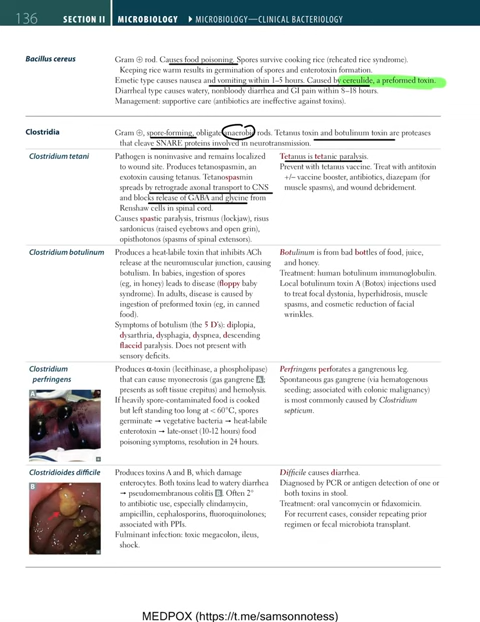 136 SECTION II MICROBIOLOGY ▶ MICROBIOLOGY—CLINICAL BACTERIOLOGY
Bacillus cereus
Gram ⊕ rod. Causes food poisoning. Spores survive cooking rice (reheated rice syndrome).
Keeping rice warm results in germination of spores and enterotoxin formation.
Emetic type causes nausea and vomiting within 1–5 hours. Caused by cereulide, a preformed toxin.
Diarrheal type causes watery, nonbloody diarrhea and GI pain within 8–18 hours.
Management: supportive care (antibiotics are ineffective against toxins).
Clostridia
Gram ⊕, spore-forming, obligate anaerobic rods. Tetanus toxin and botulinum toxin are proteases
that cleave SNARE proteins involved in neurotransmission.
Clostridium tetani
Pathogen is noninvasive and remains localized
to wound site. Produces tetanospasmin, an
exotoxin causing tetanus. Tetanospasmin
spreads by retrograde axonal transport to CNS
and blocks release of GABA and glycine from
Renshaw cells in spinal cord.
Causes spastic paralysis, trismus (lockjaw), risus
sardonicus (raised eyebrows and open grin),
opisthotonos (spasms of spinal extensors).
Tetanus is tetanic paralysis.
Prevent with tetanus vaccine. Treat with antitoxin
+/− vaccine booster, antibiotics, diazepam (for
muscle spasms), and wound debridement.
Clostridium botulinum
Produces a heat-labile toxin that inhibits ACh
release at the neuromuscular junction, causing
botulism. In babies, ingestion of spores
(eg, in honey) leads to disease (floppy baby
syndrome). In adults, disease is caused by
ingestion of preformed toxin (eg, in canned
food).
Symptoms of botulism (the 5 D's): diplopia,
dysarthria, dysphagia, dyspnea, descending
flaccid paralysis. Does not present with
sensory deficits.
Botulinum is from bad bottles of food, juice,
and honey.
Treatment: human botulinum immunoglobulin.
Local botulinum toxin A (Botox) injections used
to treat focal dystonia, hyperhidrosis, muscle
spasms, and cosmetic reduction of facial
wrinkles.
Clostridium
perfringens
A
Produces α-toxin (lecithinase, a phospholipase)
that can cause myonecrosis (gas gangrene A;
presents as soft tissue crepitus) and hemolysis.
If heavily spore-contaminated food is cooked
but left standing too long at < 60°C, spores
germinate → vegetative bacteria → heat-labile
enterotoxin → late-onset (10-12 hours) food
poisoning symptoms, resolution in 24 hours.
Perfringens perforates a gangrenous leg.
Spontaneous gas gangrene (via hematogenous
seeding; associated with colonic malignancy)
is most commonly caused by Clostridium
septicum.
Clostridioides difficile
B
Produces toxins A and B, which damage
enterocytes. Both toxins lead to watery diarrhea
→ pseudomembranous colitis B. Often 2°
to antibiotic use, especially clindamycin,
ampicillin, cephalosporins, fluoroquinolones;
associated with PPIs.
Fulminant infection: toxic megacolon, ileus,
shock.
Difficile causes diarrhea.
Diagnosed by PCR or antigen detection of one or
both toxins in stool.
Treatment: oral vancomycin or fidaxomicin.
For recurrent cases, consider repeating prior
regimen or fecal microbiota transplant.
MEDPOX (https://t.me/samsonnotess)